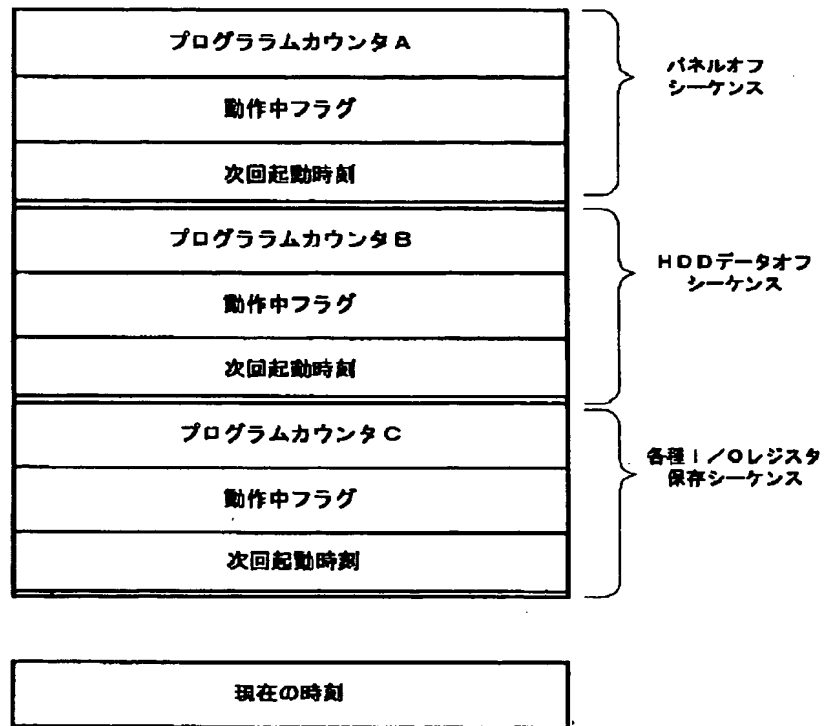 プログララムカウンタA
動作中フラグ
次回起動時刻
パネルオフ
シーケンス
プログララムカウンタB
動作中フラグ
次回起動時刻
HDDデータオフ
シーケンス
プログラムカウンタC
動作中フラグ
次回起動時刻
各種I/Oレジスタ
保存シーケンス
現在の時刻